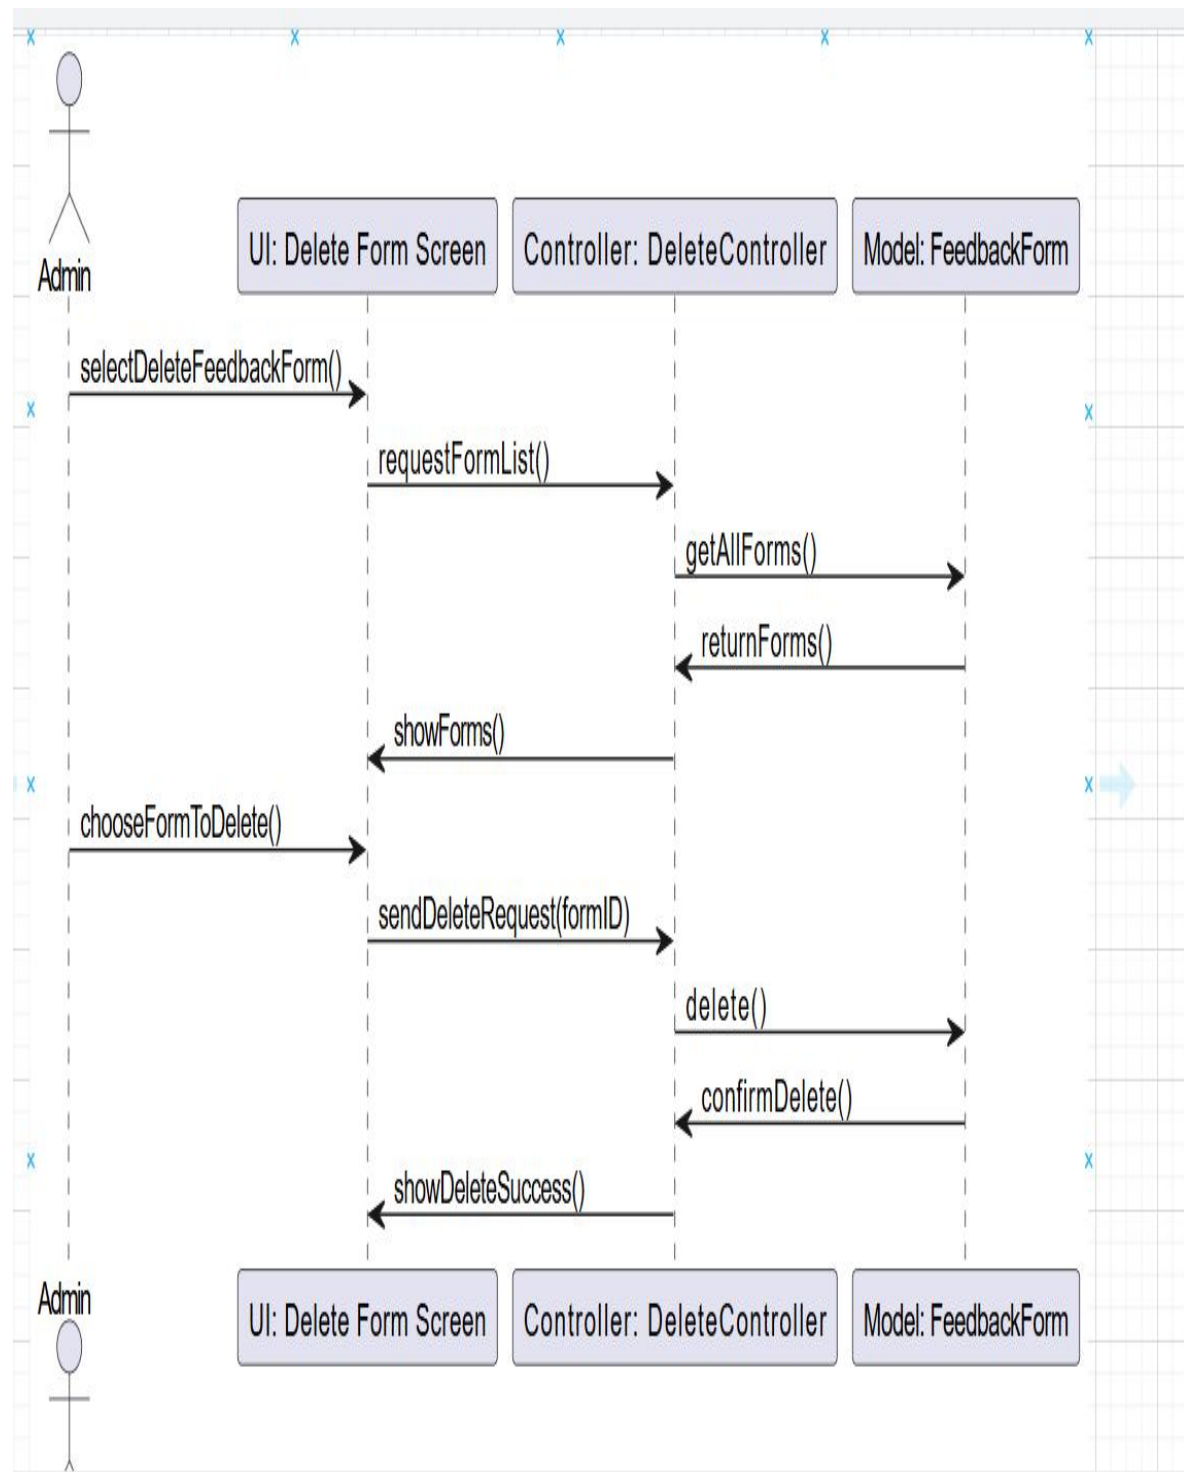 Admin
UI: Delete Form Screen
Controller: DeleteController
Model: FeedbackForm
selectDeleteFeedbackForm()
requestFormList()
getAllForms()
returnForms()
showForms()
chooseFormToDelete()
sendDeleteRequest(formID)
delete()
confirmDelete()
showDeleteSuccess()
Admin
UI: Delete Form Screen
Controller: DeleteController
Model: FeedbackForm